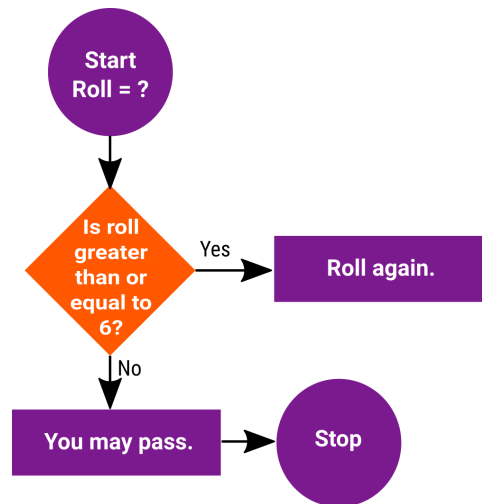 Start
Roll = ?
Is roll
greater
than or
equal to
6?
Yes
Roll again.
No
You may pass.
Stop